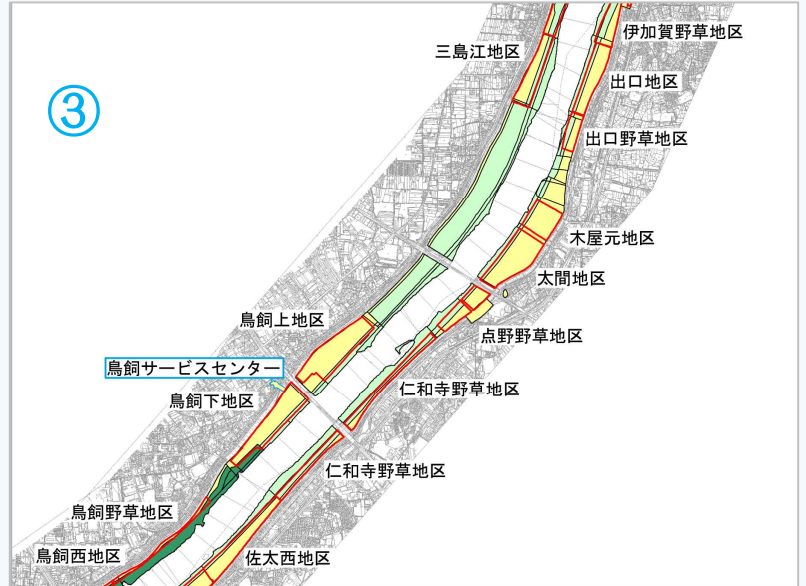 伊加賀野草地区
三島江地区
出口地区
③
出口野草地区
木屋元地区
太間地区
鳥飼上地区
点野野草地区
鳥飼サービスセンター
仁和寺野草地区
鳥飼下地区
仁和寺野草地区
鳥飼野草地区
鳥飼西地区
佐太西地区